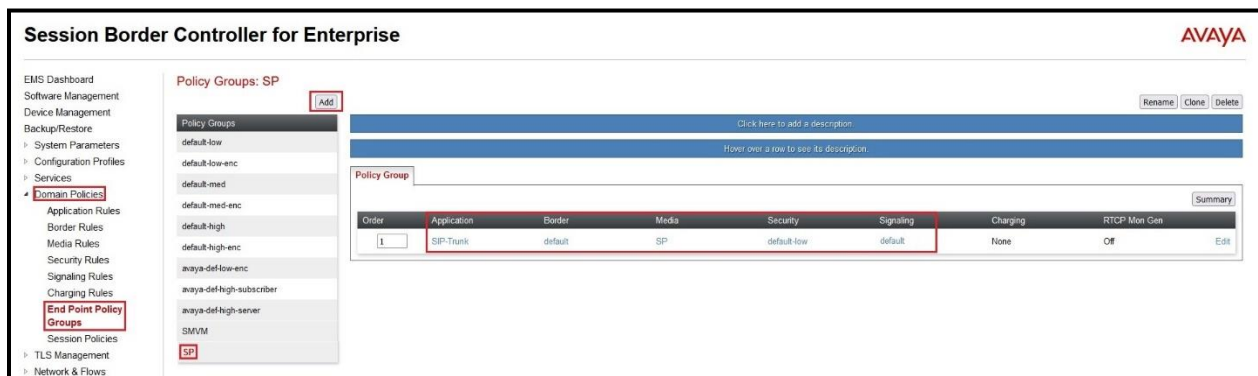 Session Border Controller for Enterprise
AVAYA
EMS Dashboard
Software Management
Device Management
Backup/Restore
System Parameters
Configuration Profiles
Services
Domain Policies
Application Rules
Border Rules
Media Rules
Security Rules
Signaling Rules
Charging Rules
End Point Policy
Groups
Session Policies
TLS Management
Network & Flows
Policy Groups: SP
Add
Rename Clone Delete
Policy Groups
default-low
default-low-enc
default-med
default-med-enc
default-high
default-high-enc
avaya-def-low-enc
avaya-def-high-subscriber
avaya-def-high-server
SMVM
SP
Click here to add a description.
Hover over a row to see its description.
Policy Group
Summary
Order Application Border Media Security Signaling Charging RTCP Mon Gen
1 SIP-Trunk default SP default-low default None Off Edit